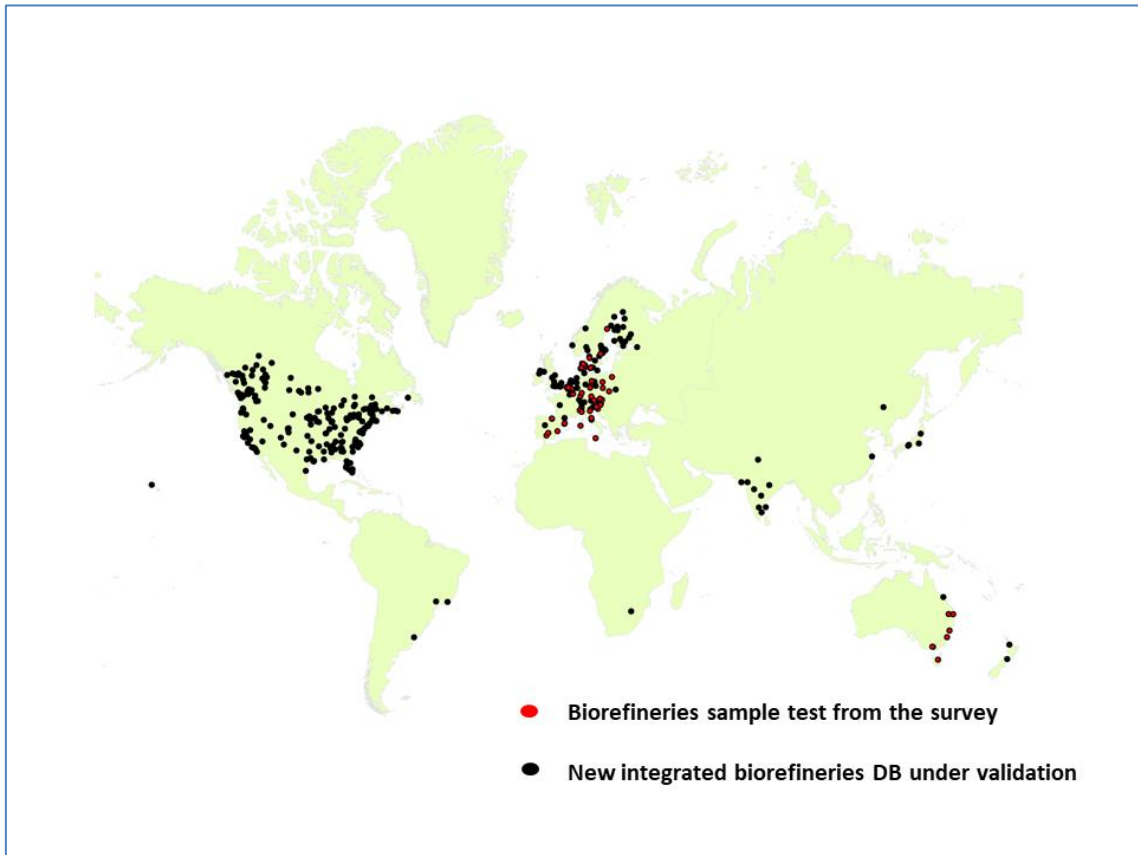 Biorefineries sample test from the survey
New integrated biorefineries DB under validation